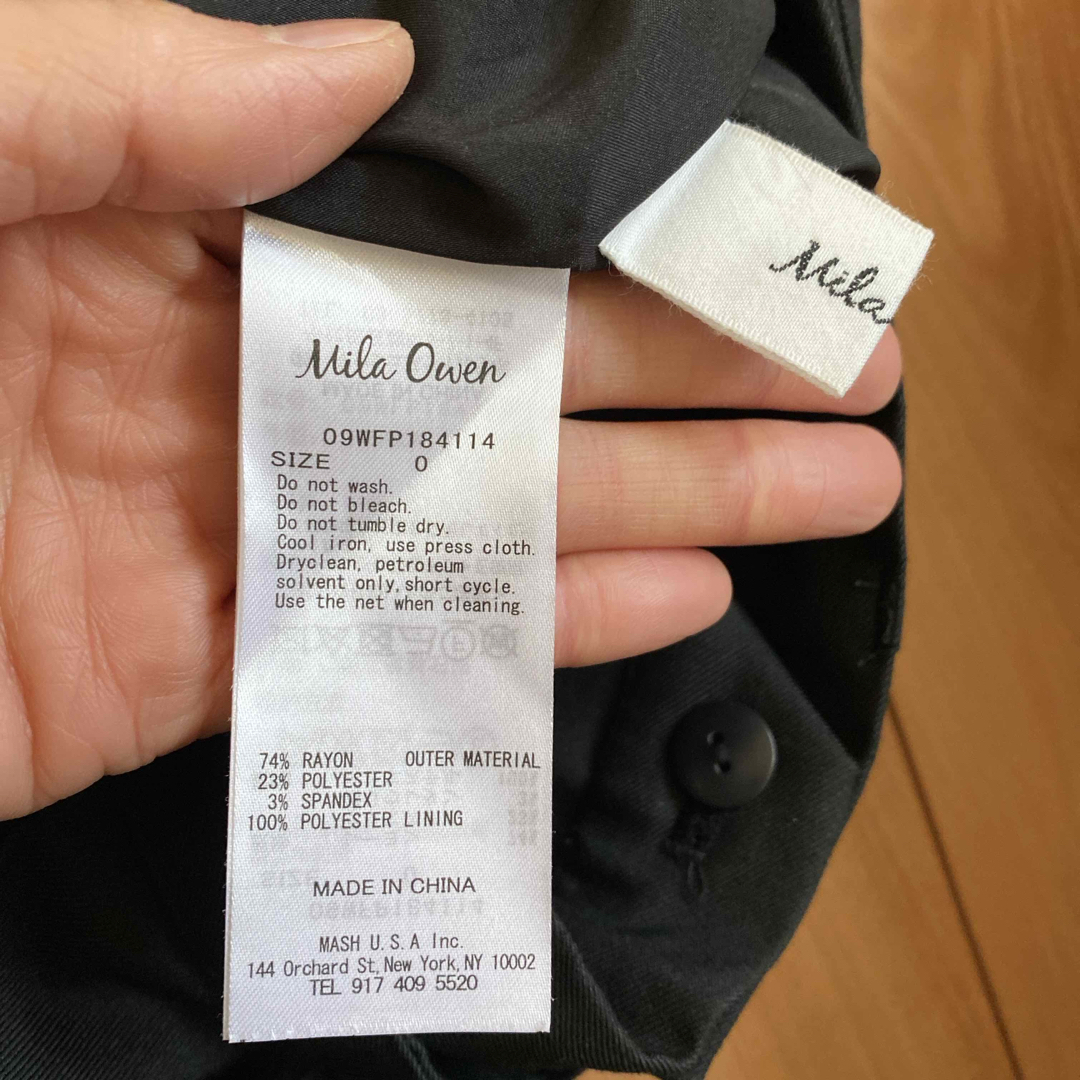 Mila
Mila Owen
09WFP184114
SIZE 0
Do not wash.
Do not bleach.
Do not tumble dry.
Cool iron, use press cloth.
Dryclean, petroleum
solvent only, short cycle.
Use the net when cleaning.
74% RAYON OUTER MATERIAL
23% POLYESTER
3% SPANDEX
100% POLYESTER LINING
MADE IN CHINA
MASH U.S.A Inc.
144 Orchard St, New York, NY 10002
TEL 917 409 5520